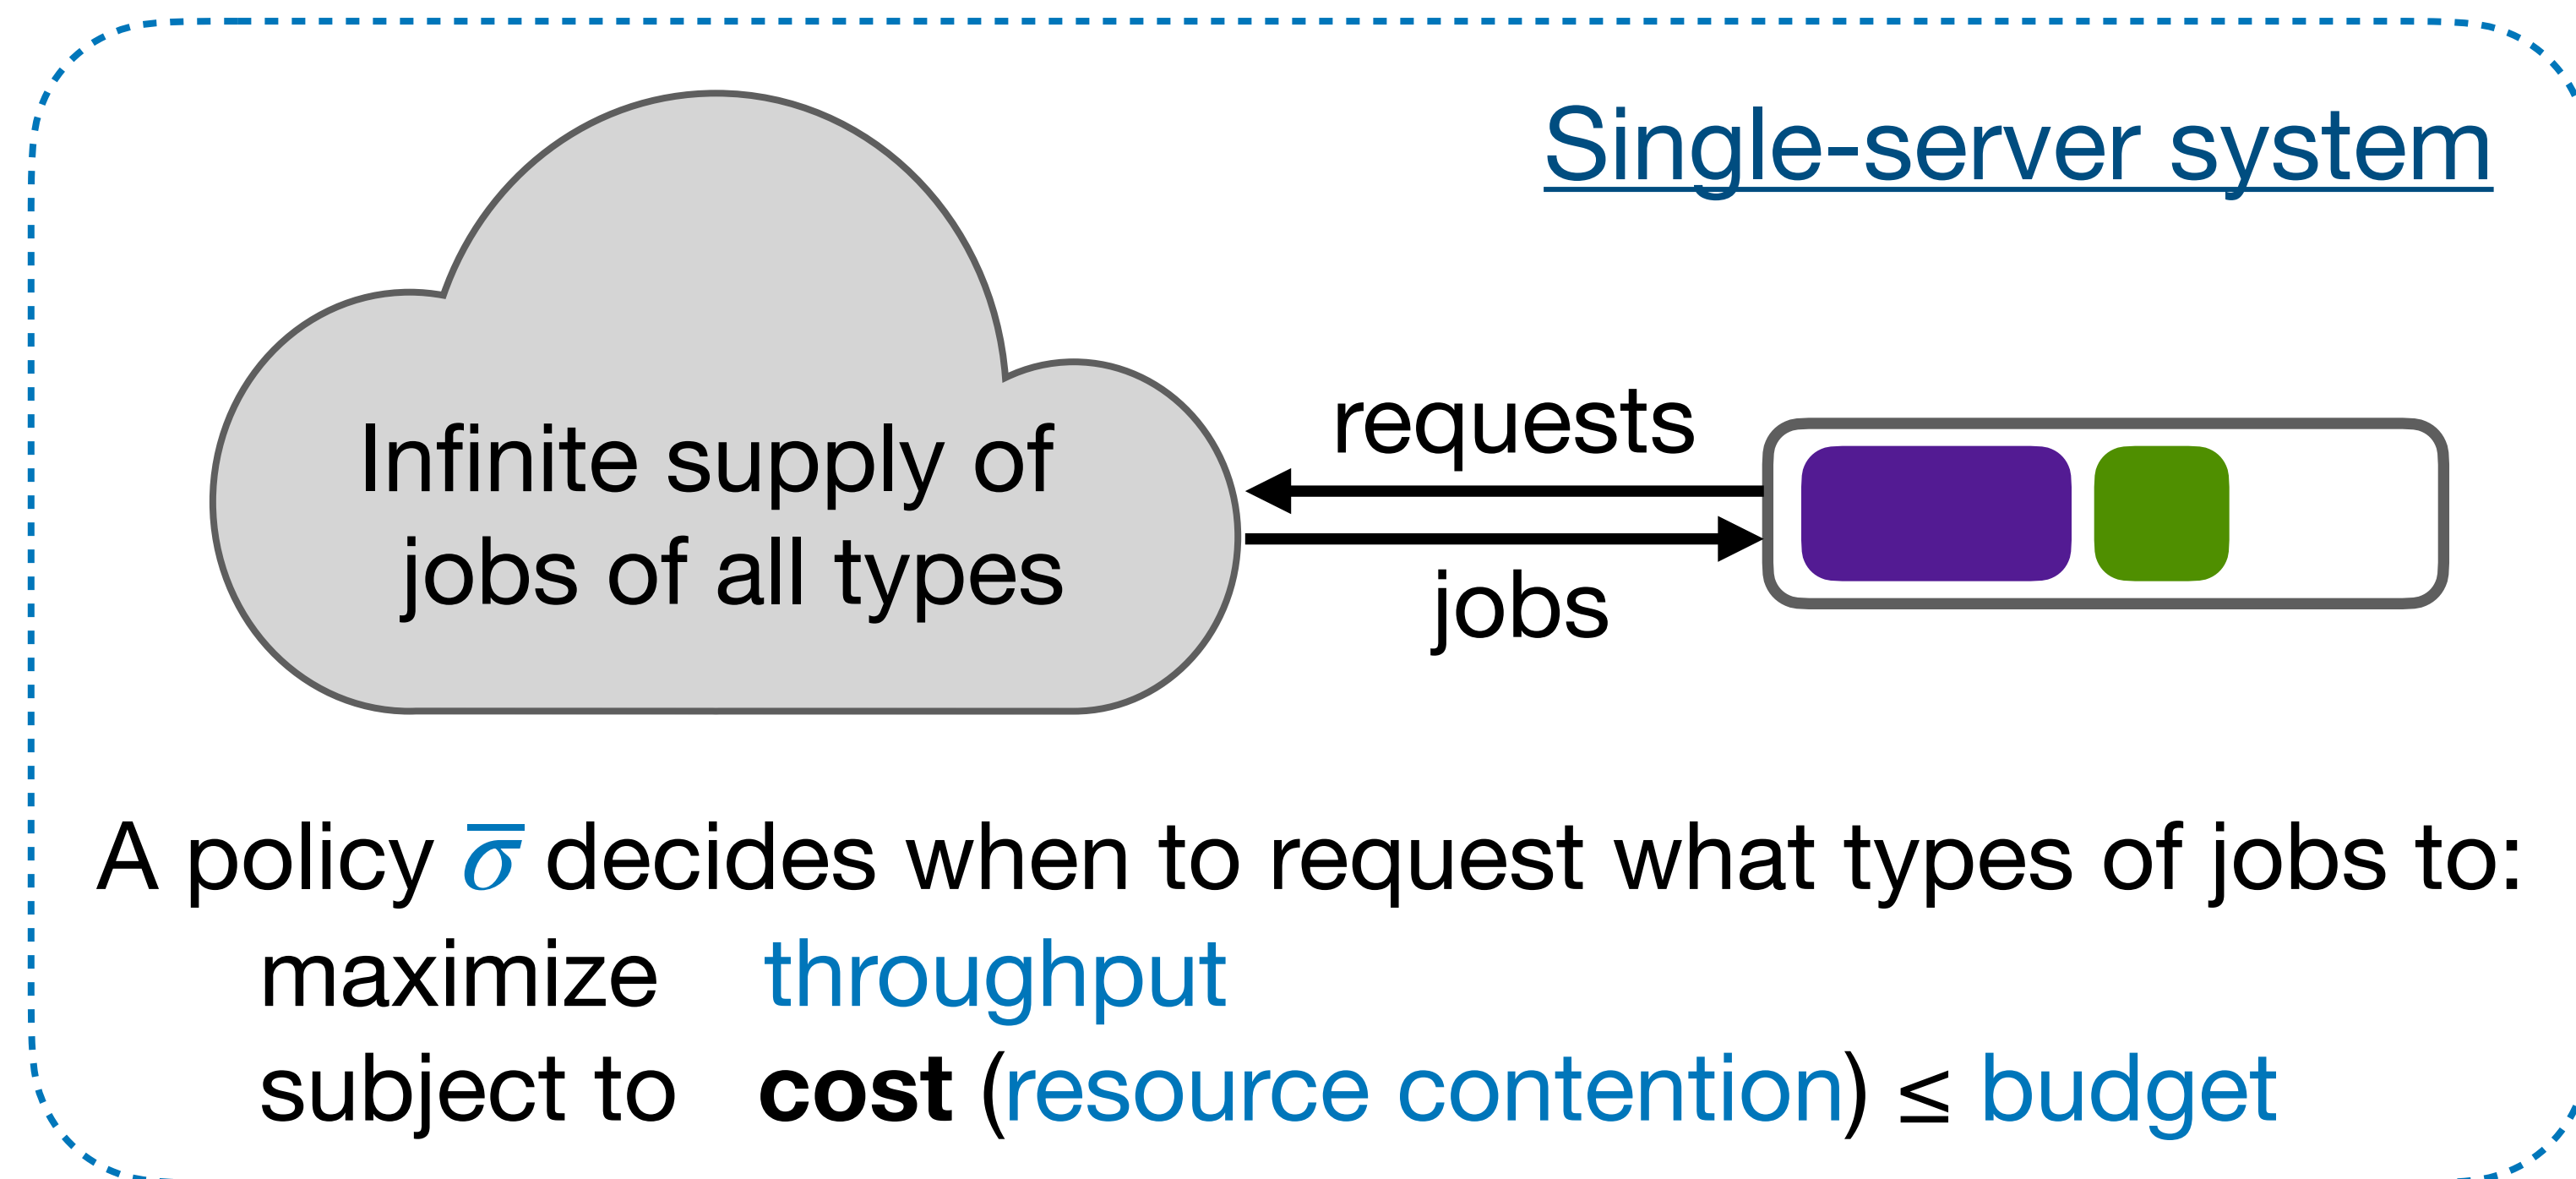 Single-server system
Infinite supply of
jobs of all types
requests
jobs
A policy σ̅ decides when to request what types of jobs to:
maximize throughput
subject to cost (resource contention) ≤ budget